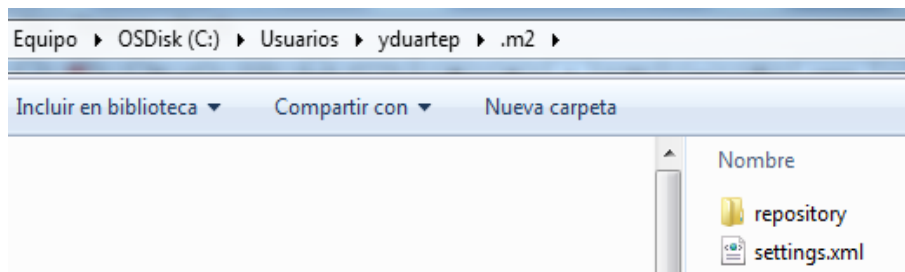 Equipo ▸ OSDisk (C:) ▸ Usuarios ▸ yduartep ▸ .m2 ▸
Incluir en biblioteca ▼ Compartir con ▼ Nueva carpeta
Nombre
repository
settings.xml